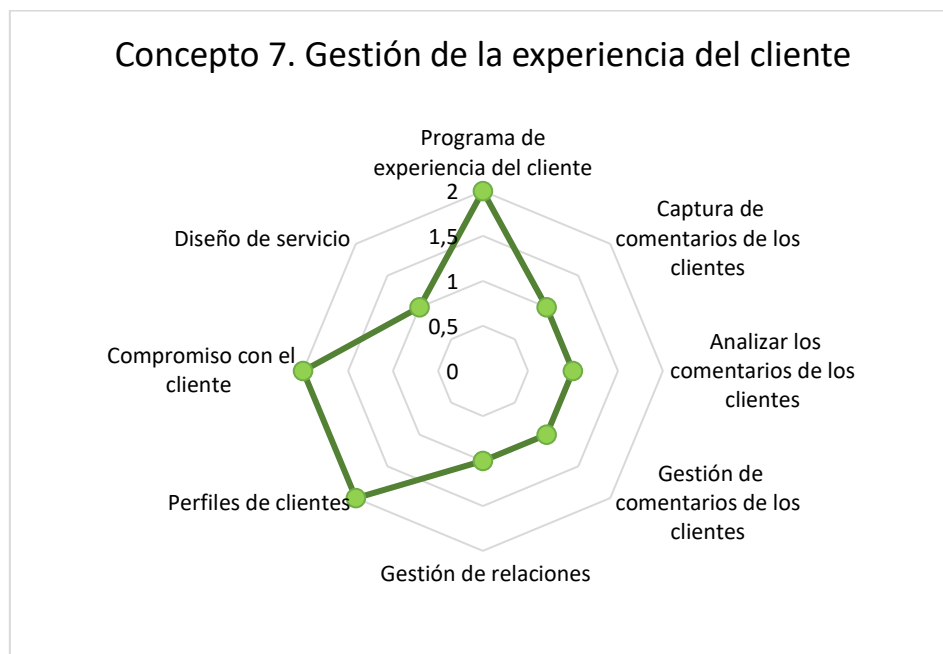 Concepto 7. Gestión de la experiencia del cliente
Programa de
experiencia del cliente
Captura de
comentarios de los
clientes
Analizar los
comentarios de los
clientes
Gestión de
comentarios de los
clientes
Gestión de relaciones
Perfiles de clientes
Compromiso con el
cliente
Diseño de servicio
2
1,5
1
0,5
0